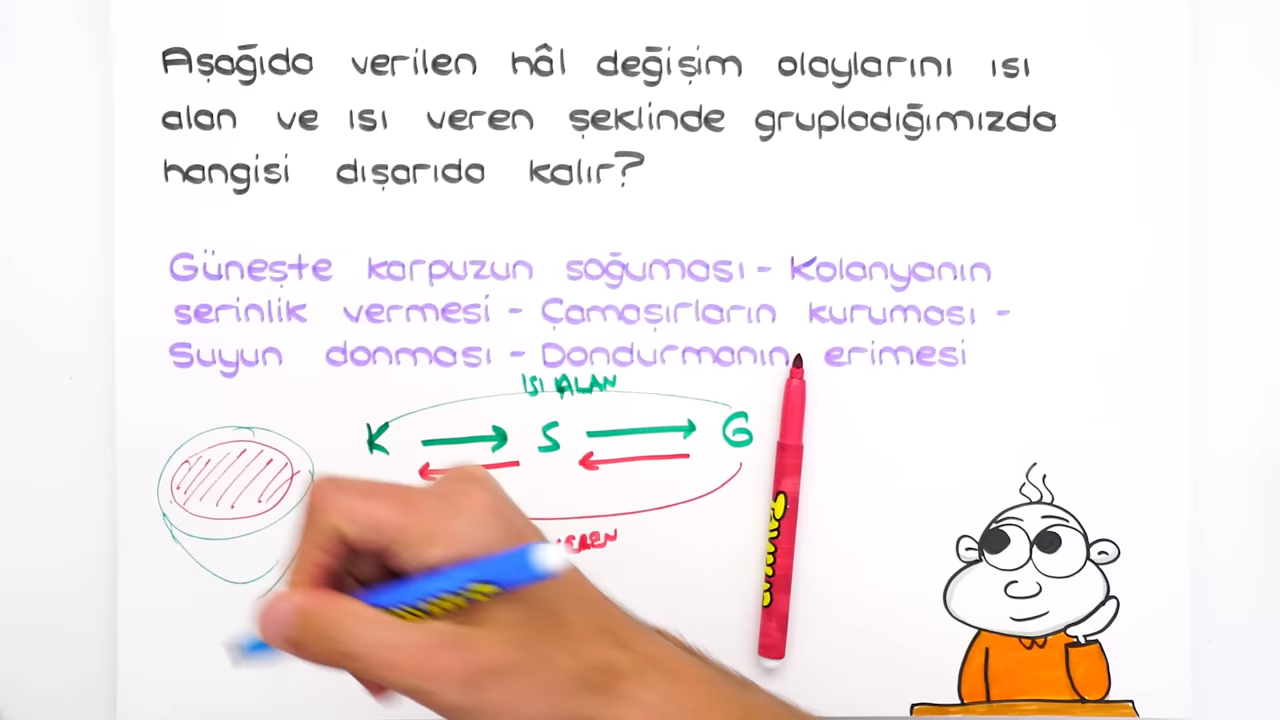 Aşağıda verilen hâl değişim olaylarını ısı
alan ve ısı veren şeklinde grupladığımızda
hangisi dışarıda kalır?
Güneşte karpuzun soğuması - Kolanyanın
serinlik vermesi - Çamaşırların kuruması -
Suyun donması - Dondurmanın erimesi
ISI ALAN
K S G